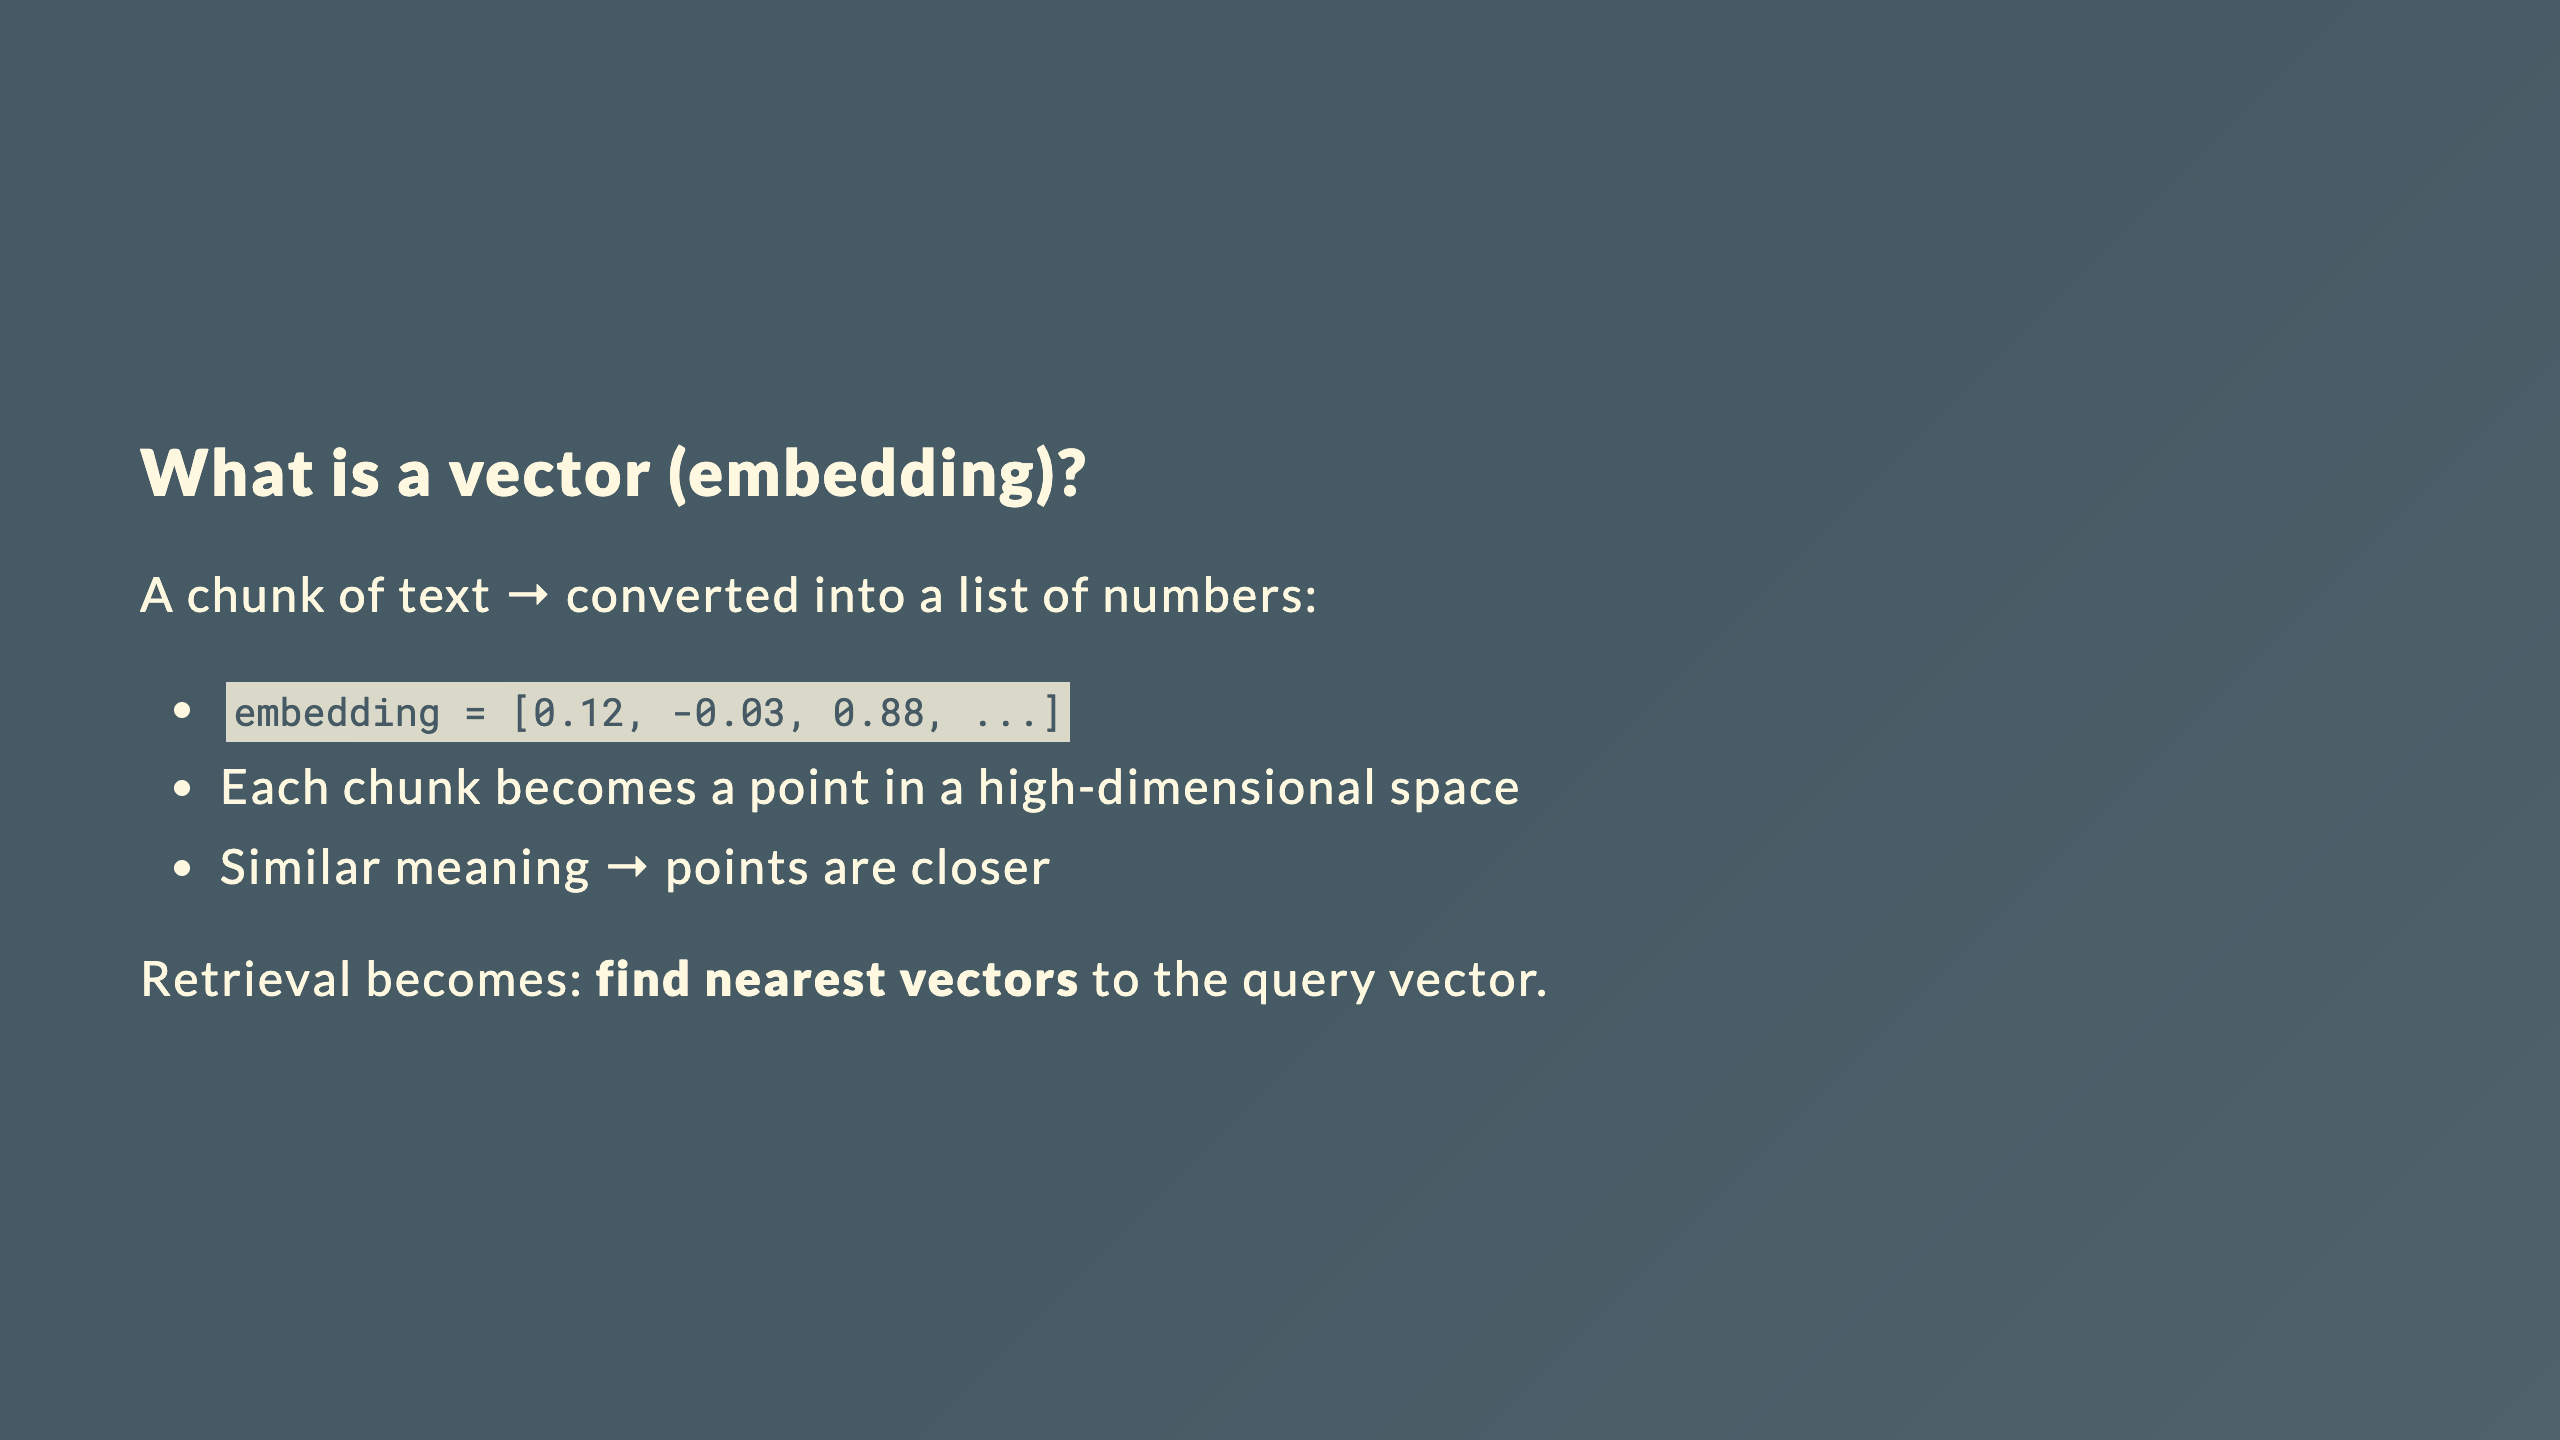 What is a vector (embedding)?
A chunk of text → converted into a list of numbers:
• embedding = [0.12, -0.03, 0.88, ...]
• Each chunk becomes a point in a high-dimensional space
• Similar meaning → points are closer
Retrieval becomes: find nearest vectors to the query vector.